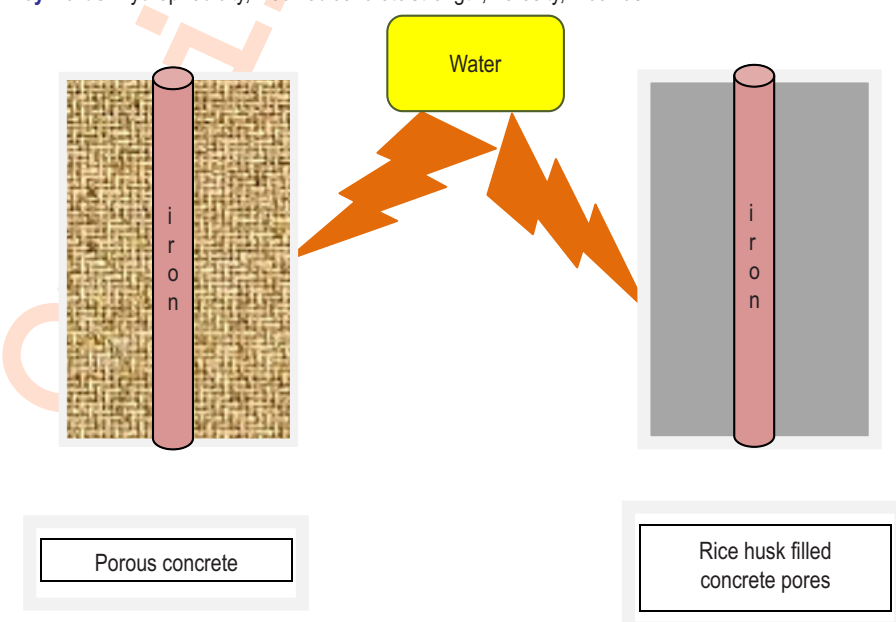 Water
i
r
o
n
i
r
o
n
Porous concrete
Rice husk filled
concrete pores